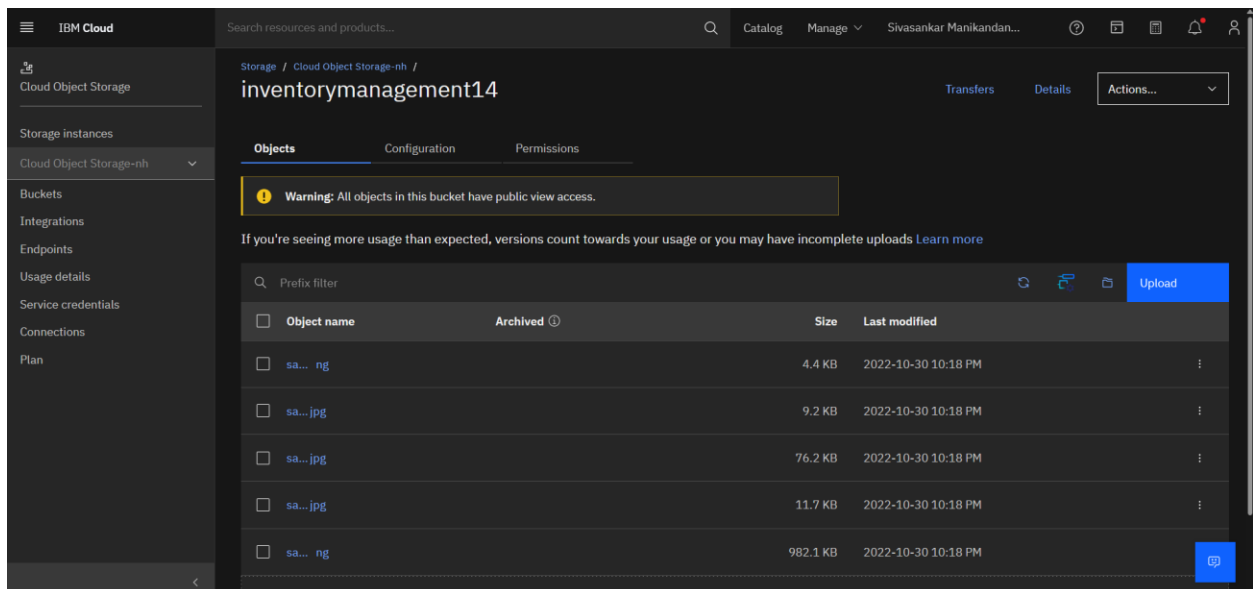 IBM Cloud
Search resources and products...
Catalog
Manage
Sivasankar Manikandan...
Cloud Object Storage
Storage instances
Cloud Object Storage-nh
Buckets
Integrations
Endpoints
Usage details
Service credentials
Connections
Plan
Storage / Cloud Object Storage-nh /
inventorymanagement14
Transfers
Details
Actions...
Objects
Configuration
Permissions
Warning: All objects in this bucket have public view access.
If you're seeing more usage than expected, versions count towards your usage or you may have incomplete uploads Learn more
Prefix filter
Upload
Object name Archived Size Last modified
sa... ng 4.4 KB 2022-10-30 10:18 PM
sa...jpg 9.2 KB 2022-10-30 10:18 PM
sa...jpg 76.2 KB 2022-10-30 10:18 PM
sa...jpg 11.7 KB 2022-10-30 10:18 PM
sa... ng 982.1 KB 2022-10-30 10:18 PM